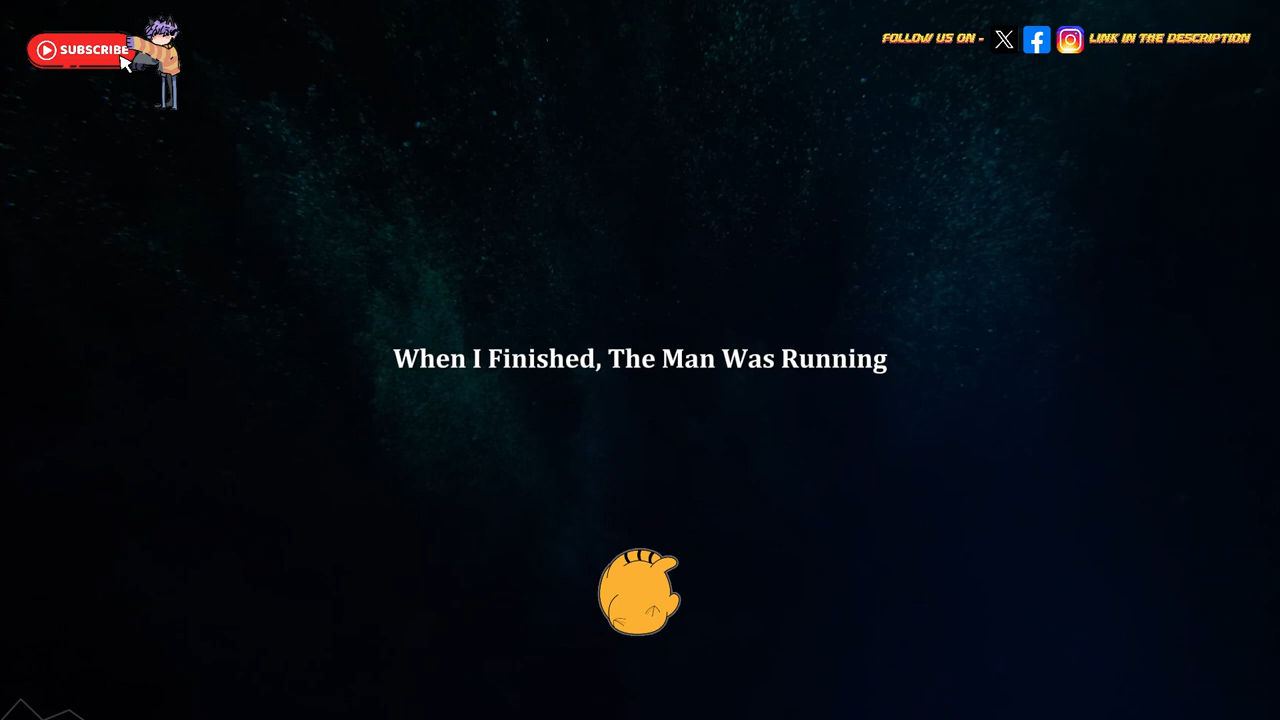 SUBSCRIBE
FOLLOW US ON -
LINK IN THE DESCRIPTION
When I Finished, The Man Was Running